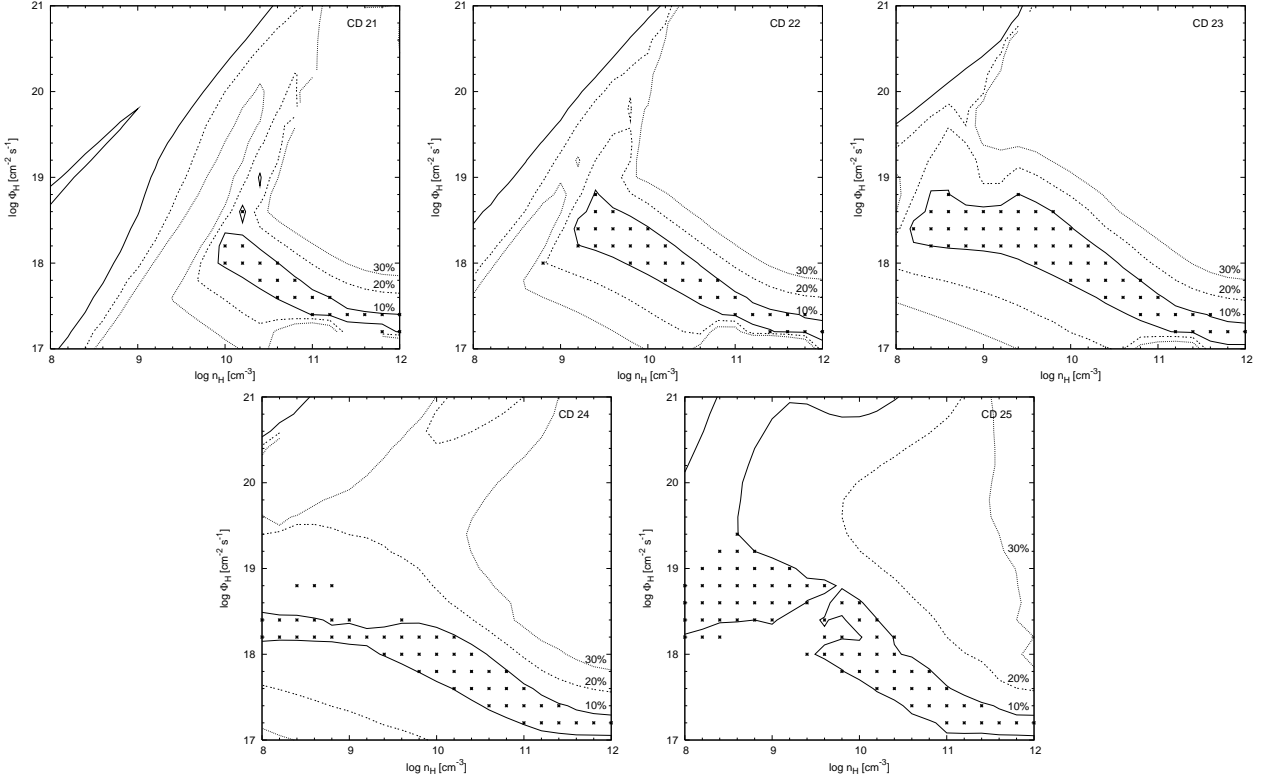 21
20
19
18
17
log Φ_H [cm^-2 s^-1]
CD 21
30%
20%
10%
8 9 10 11 12
log n_H [cm^-3]
21
20
19
18
17
log Φ_H [cm^-2 s^-1]
CD 22
30%
20%
10%
8 9 10 11 12
log n_H [cm^-3]
21
20
19
18
17
log Φ_H [cm^-2 s^-1]
CD 23
30%
20%
10%
8 9 10 11 12
log n_H [cm^-3]
21
20
19
18
17
log Φ_H [cm^-2 s^-1]
CD 24
30%
20%
10%
8 9 10 11 12
log n_H [cm^-3]
21
20
19
18
17
log Φ_H [cm^-2 s^-1]
CD 25
30%
20%
10%
8 9 10 11 12
log n_H [cm^-3]